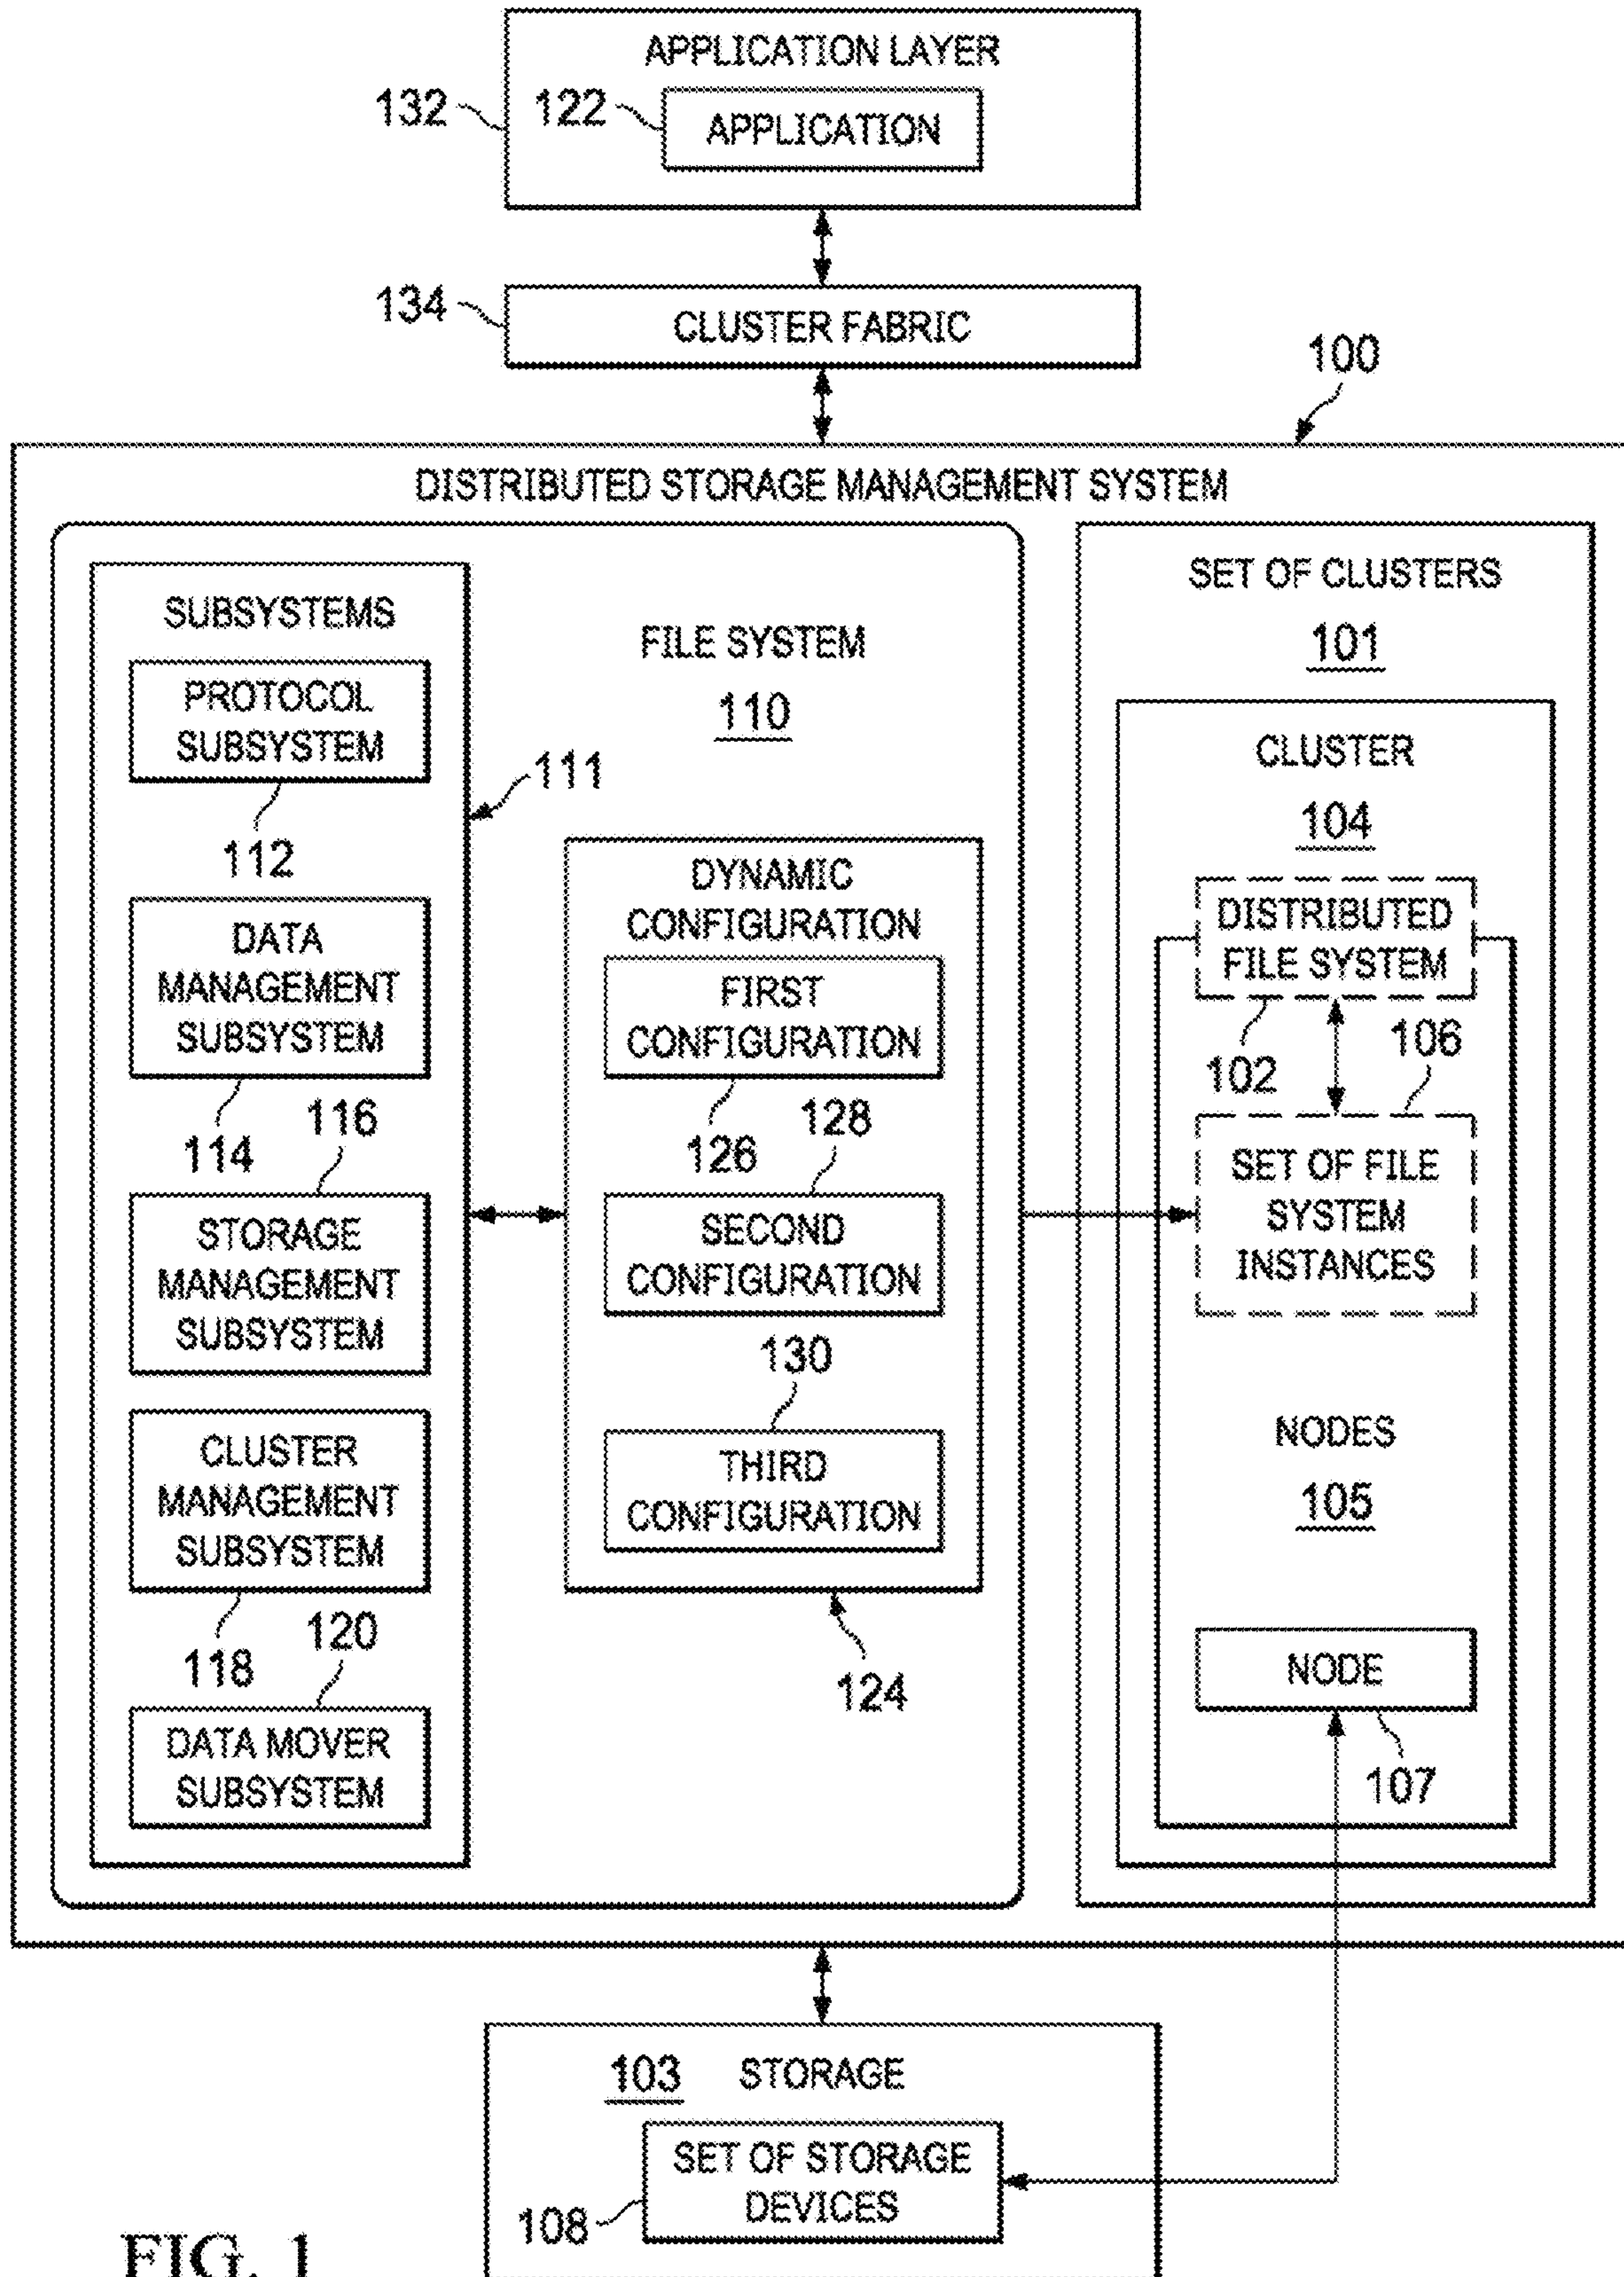 APPLICATION LAYER
132
122
APPLICATION
134
CLUSTER FABRIC
100
DISTRIBUTED STORAGE MANAGEMENT SYSTEM
SUBSYSTEMS
PROTOCOL
SUBSYSTEM
112
DATA
MANAGEMENT
SUBSYSTEM
114
116
STORAGE
MANAGEMENT
SUBSYSTEM
CLUSTER
MANAGEMENT
SUBSYSTEM
118
120
DATA MOVER
SUBSYSTEM
FILE SYSTEM
110
111
DYNAMIC
CONFIGURATION
FIRST
CONFIGURATION
126
128
SECOND
CONFIGURATION
130
THIRD
CONFIGURATION
124
SET OF CLUSTERS
101
CLUSTER
104
DISTRIBUTED
FILE SYSTEM
102
106
SET OF FILE
SYSTEM
INSTANCES
NODES
105
NODE
107
103
STORAGE
SET OF STORAGE
DEVICES
108
FIG. 1